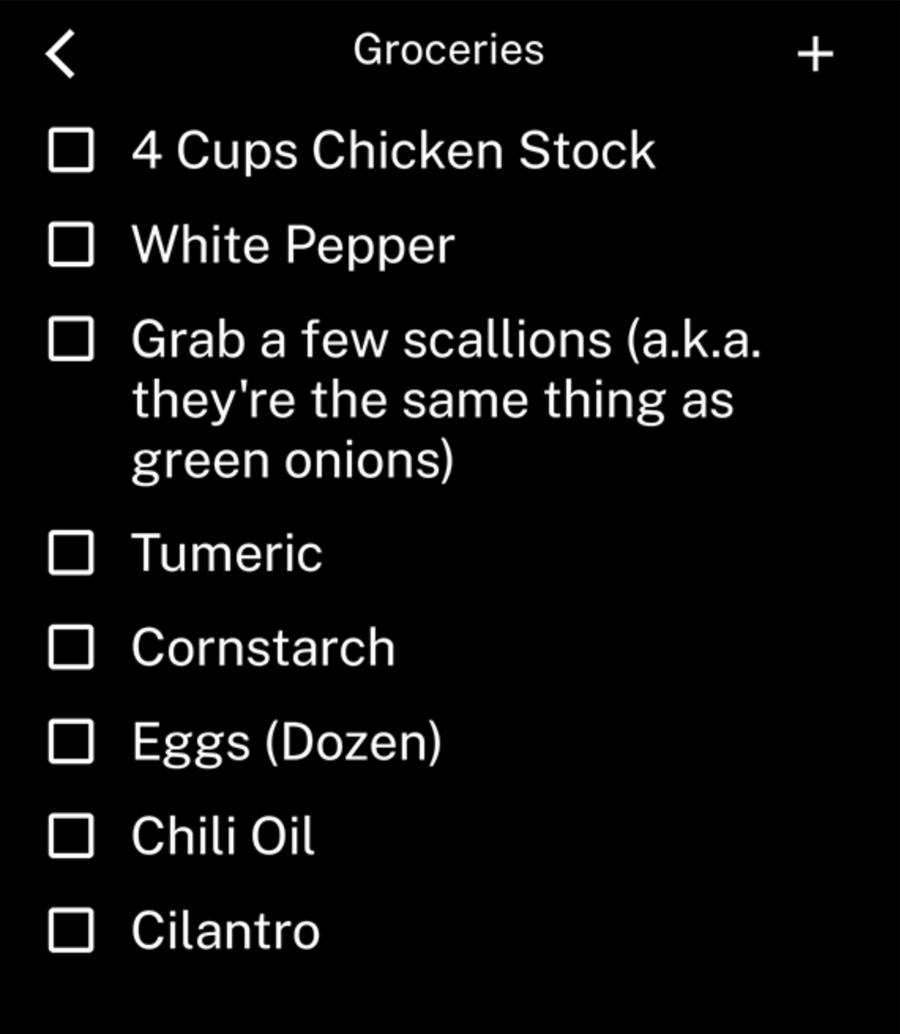 Groceries
4 Cups Chicken Stock
White Pepper
Grab a few scallions (a.k.a.
they're the same thing as
green onions)
Tumeric
Cornstarch
Eggs (Dozen)
Chili Oil
Cilantro